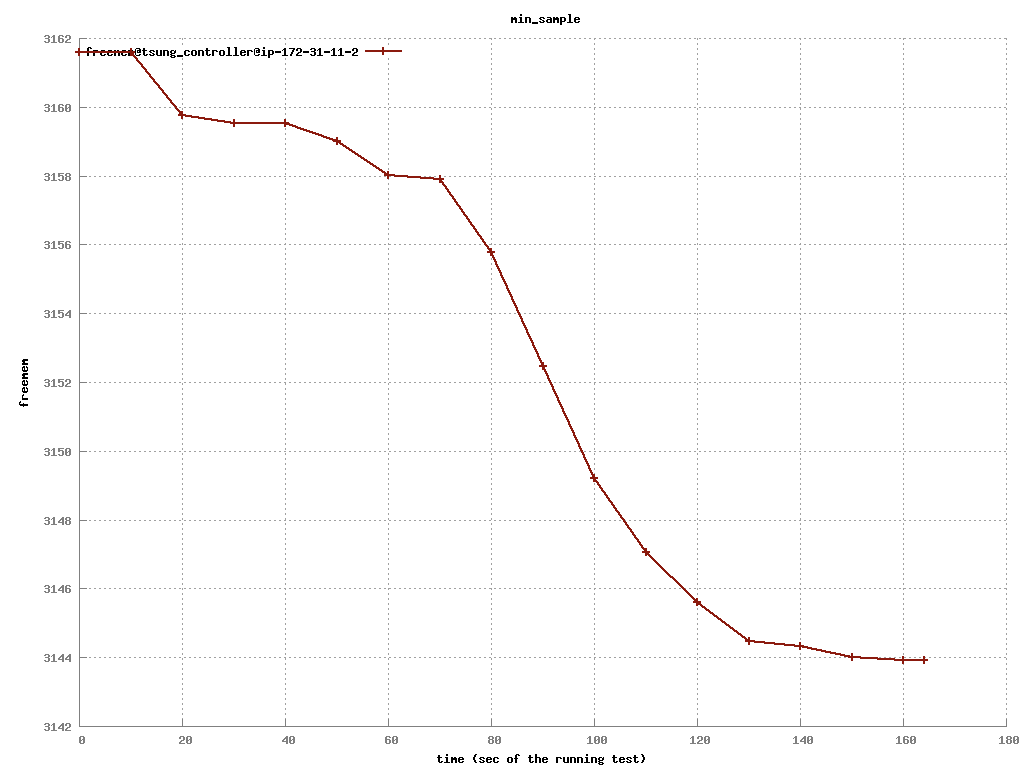 min_sample
3162
freemem@tsung_controller@ip-172-31-11-2
3160
3158
3156
3154
3152
3150
3148
3146
3144
3142
freemem
0 20 40 60 80 100 120 140 160 180
time (sec of the running test)